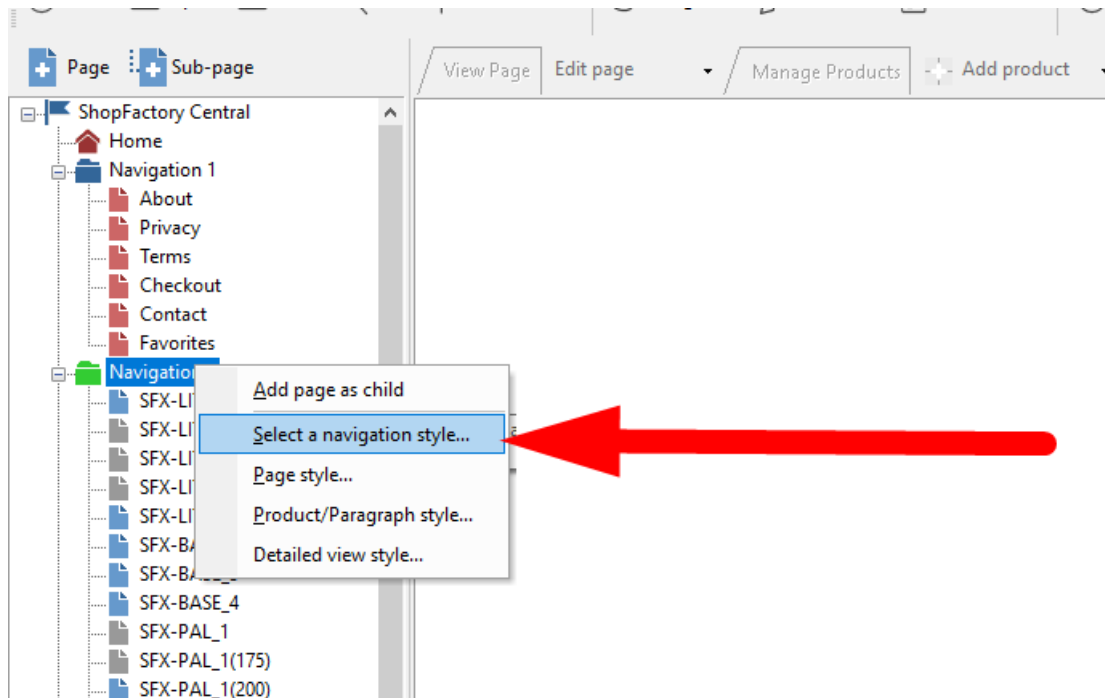 Page Sub-page
View Page Edit page Manage Products Add product
ShopFactory Central
Home
Navigation 1
About
Privacy
Terms
Checkout
Contact
Favorites
Add page as child
Select a navigation style...
Page style...
Product/Paragraph style...
Detailed view style...
SFX-BASE_4
SFX-PAL_1
SFX-PAL_1(175)
SFX-PAL_1(200)